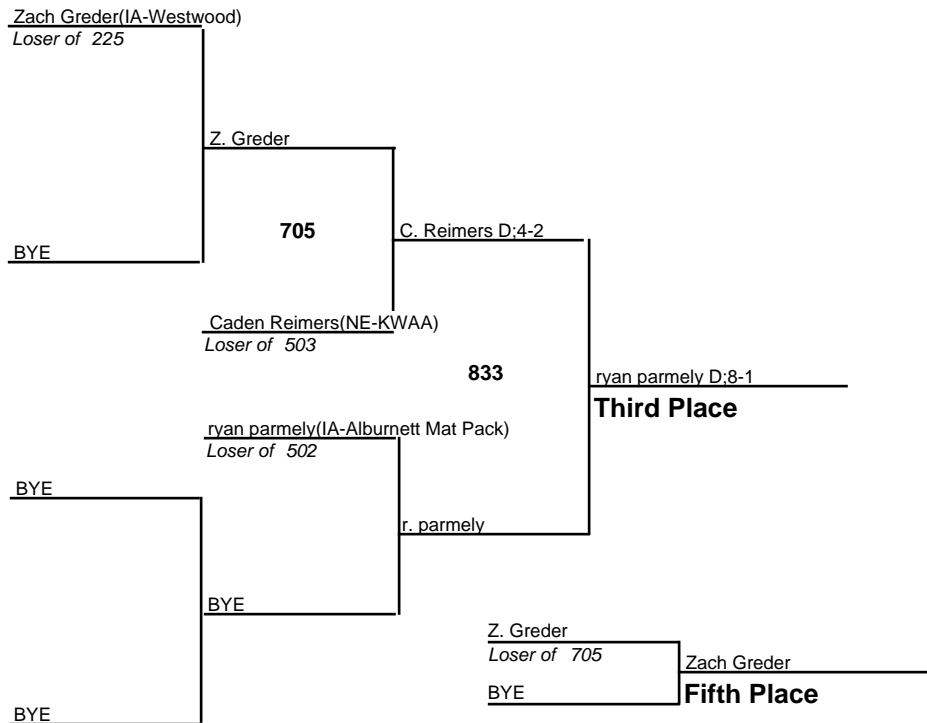 Zach Greder(IA-Westwood)
Loser of 225
Z. Greder
705
C. Reimers D;4-2
BYE
Caden Reimers(NE-KWAA)
Loser of 503
833
ryan parmely D;8-1
Third Place
ryan parmely(IA-Alburnett Mat Pack)
Loser of 502
BYE
r. parmely
BYE
Z. Greder
Loser of 705
Zach Greder
BYE
Fifth Place
BYE